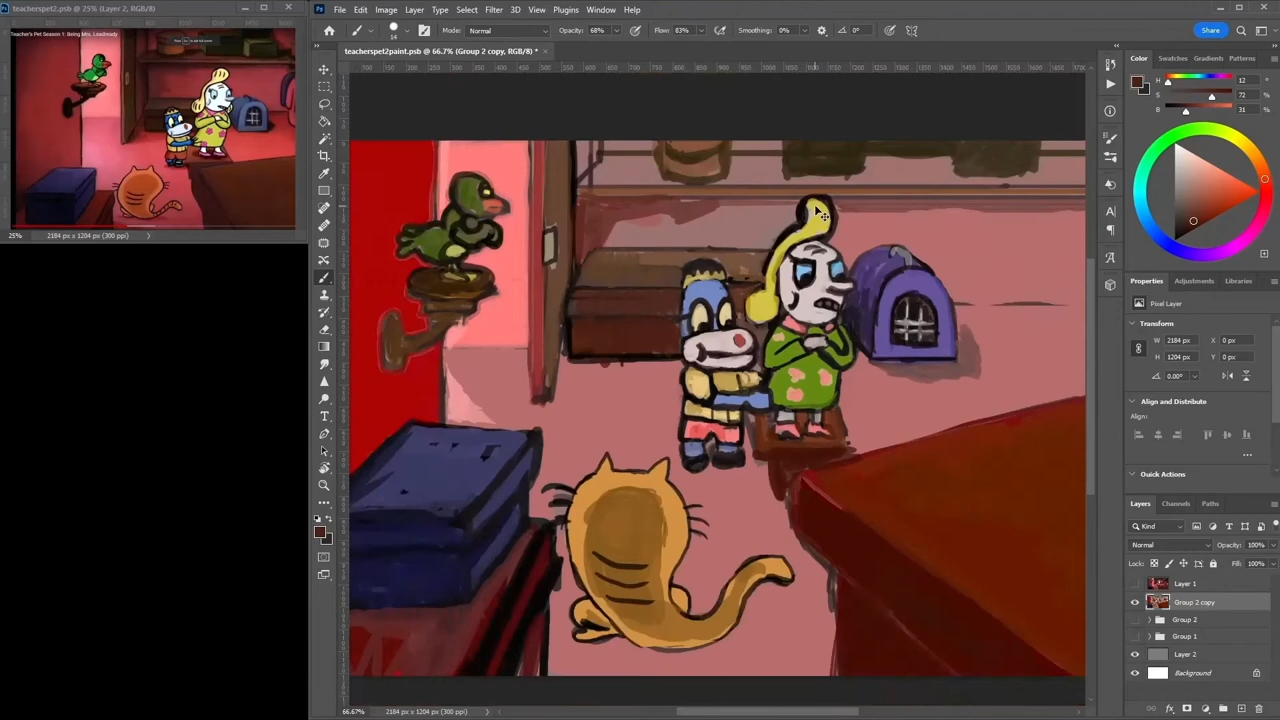 teacherspet2.psb @ 25% (Layer 2, RGB/8)
Teacher's Pet Season 1: Being Mrs. Leadready
25%
2184 px x 1204 px (300 ppi)
File Edit Image Layer Type Select Filter 3D View Plugins Window Help
14
Mode: Normal
Opacity: 68%
Flow: 83%
Smoothing: 0%
0°
Share
teacherspet2paint.psb @ 66.7% (Group 2 copy, RGB/8) *
Color Swatches Gradients Patterns
H 12
S 72 %
B 31 %
Properties Adjustments Libraries
Pixel Layer
Transform
W 2184 px X 0 px
H 1204 px Y 0 px
0.00°
Align and Distribute
Align:
Quick Actions
Layers Channels Paths
Kind
Normal Opacity: 100%
Lock: Fill: 100%
Layer 1
Group 2 copy
Group 2
Group 1
Layer 2
Background
66.67% 2184 px x 1204 px (300 ppi)